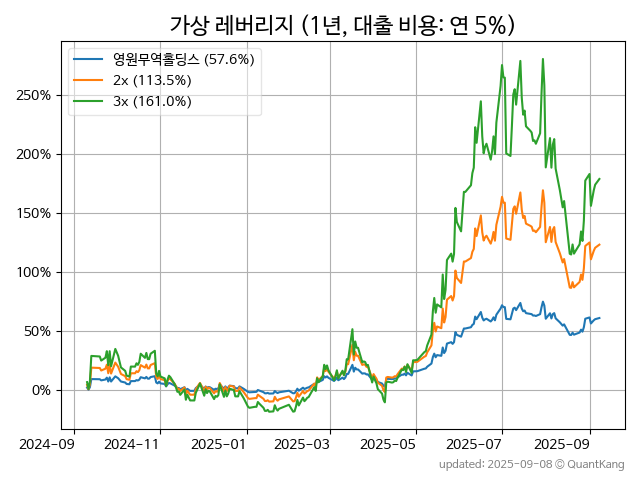 가상 레버리지 (1년, 대출 비용: 연 5%)
영원무역홀딩스 (57.6%)
2x (113.5%)
3x (161.0%)
250%
200%
150%
100%
50%
0%
2024-09
2024-11
2025-01
2025-03
2025-05
2025-07
2025-09
updated: 2025-09-08 © QuantKang